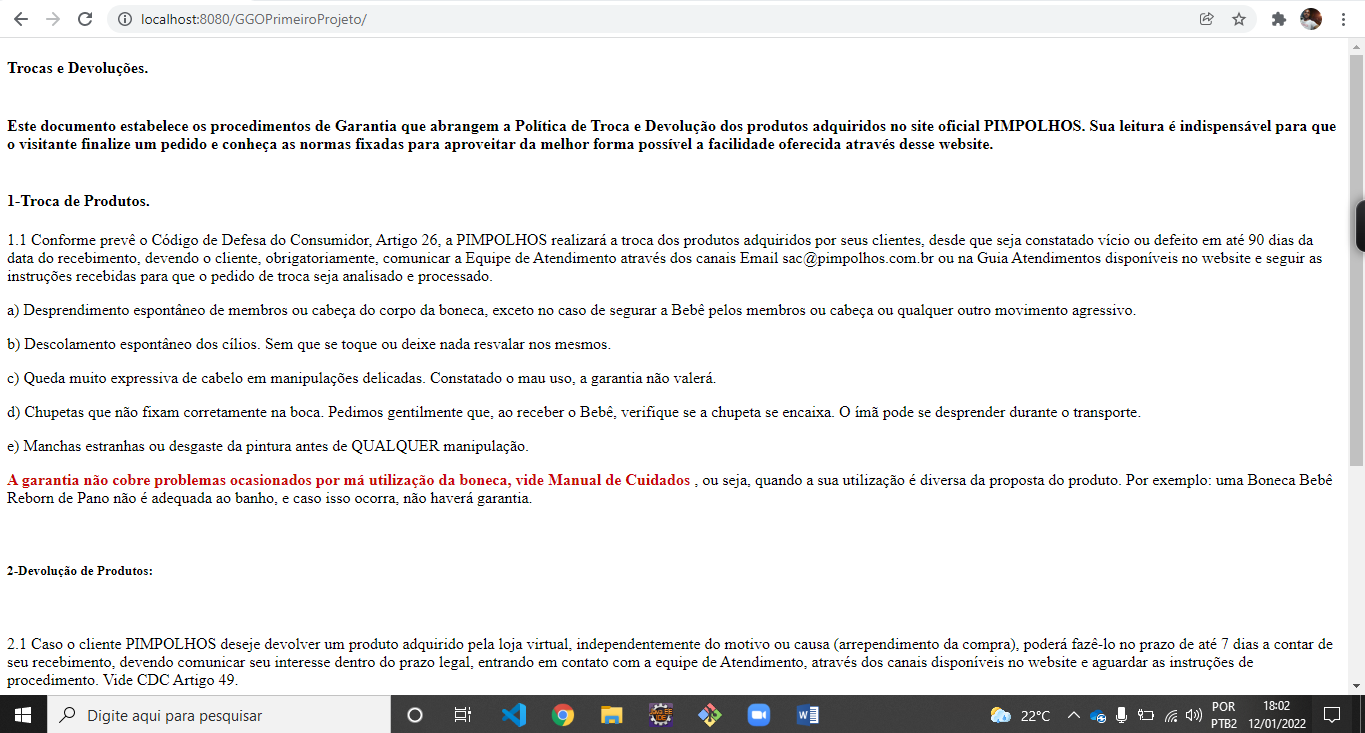 localhost:8080/GGOPrimeiroProjeto/
Trocas e Devoluções.
Este documento estabelece os procedimentos de Garantia que abrangem a Política de Troca e Devolução dos produtos adquiridos no site oficial PIMPOLHOS. Sua leitura é indispensável para que
o visitante finalize um pedido e conheça as normas fixadas para aproveitar da melhor forma possível a facilidade oferecida através desse website.
1-Troca de Produtos.
1.1 Conforme prevê o Código de Defesa do Consumidor, Artigo 26, a PIMPOLHOS realizará a troca dos produtos adquiridos por seus clientes, desde que seja constatado vício ou defeito em até 90 dias da
data do recebimento, devendo o cliente, obrigatoriamente, comunicar a Equipe de Atendimento através dos canais Email sac@pimpolhos.com.br ou na Guia Atendimentos disponíveis no website e seguir as
instruções recebidas para que o pedido de troca seja analisado e processado.
a) Desprendimento espontâneo de membros ou cabeça do corpo da boneca, exceto no caso de segurar a Bebê pelos membros ou cabeça ou qualquer outro movimento agressivo.
b) Descolamento espontâneo dos cílios. Sem que se toque ou deixe nada resvalar nos mesmos.
c) Queda muito expressiva de cabelo em manipulações delicadas. Constatado o mau uso, a garantia não valerá.
d) Chupetas que não fixam corretamente na boca. Pedimos gentilmente que, ao receber o Bebê, verifique se a chupeta se encaixa. O ímã pode se desprender durante o transporte.
e) Manchas estranhas ou desgaste da pintura antes de QUALQUER manipulação.
A garantia não cobre problemas ocasionados por má utilização da boneca, vide Manual de Cuidados , ou seja, quando a sua utilização é diversa da proposta do produto. Por exemplo: uma Boneca Bebê
Reborn de Pano não é adequada ao banho, e caso isso ocorra, não haverá garantia.
2-Devolução de Produtos:
2.1 Caso o cliente PIMPOLHOS deseje devolver um produto adquirido pela loja virtual, independentemente do motivo ou causa (arrependimento da compra), poderá fazê-lo no prazo de até 7 dias a contar de
seu recebimento, devendo comunicar seu interesse dentro do prazo legal, entrando em contato com a equipe de Atendimento, através dos canais disponíveis no website e aguardar as instruções de
procedimento. Vide CDC Artigo 49.
Digite aqui para pesquisar
22°C
POR
PTB2
18:02
12/01/2022